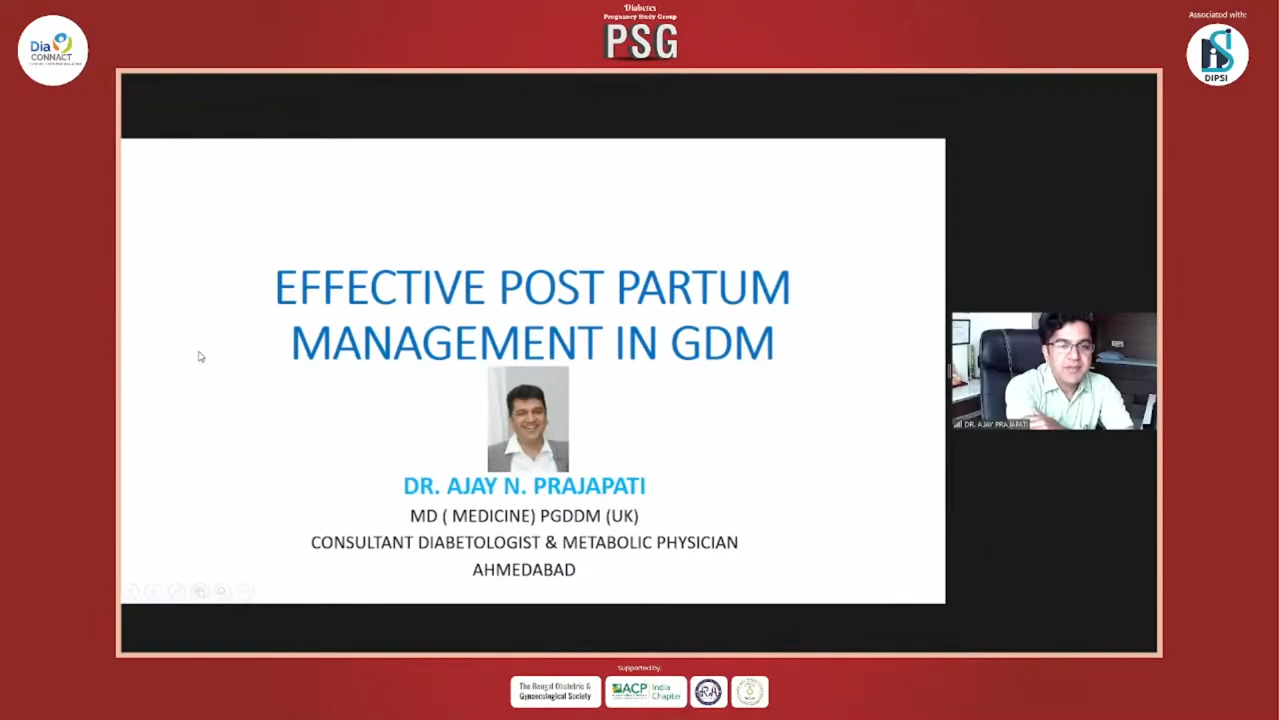 Diabetes
Pregnancy Study Group
PSG
Dia
CONNACT
Associated with:
DIPSI
EFFECTIVE POST PARTUM
MANAGEMENT IN GDM
DR. AJAY N. PRAJAPATI
MD ( MEDICINE) PGDDM (UK)
CONSULTANT DIABETOLOGIST & METABOLIC PHYSICIAN
AHMEDABAD
DR. AJAY PRAJAPATI
Supported by:
The Bengal Obstetric &
Gynaecological Society
ACP
India
Chapter